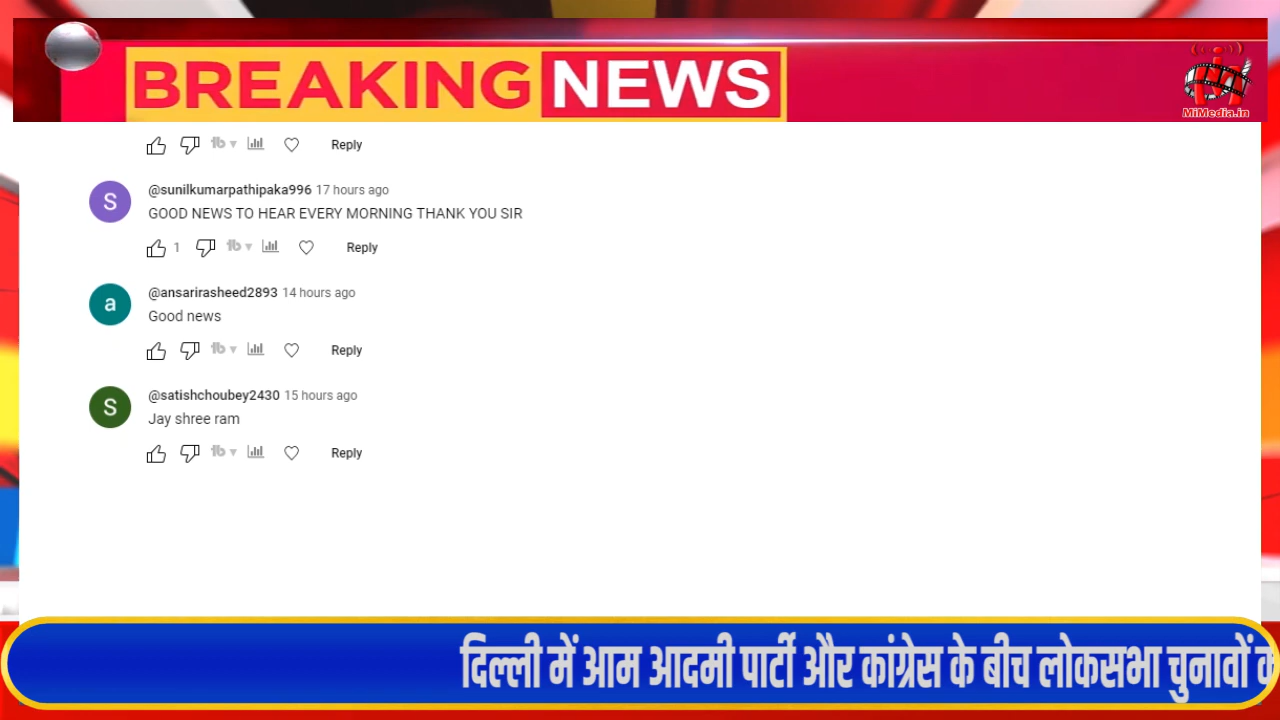 BREAKING NEWS
MiMedia.in
Reply
@sunilkumarpathipaka996 17 hours ago
S
GOOD NEWS TO HEAR EVERY MORNING THANK YOU SIR
1 Reply
@ansarirasheed2893 14 hours ago
a
Good news
Reply
@satishchoubey2430 15 hours ago
S
Jay shree ram
Reply
दिल्ली में आम आदमी पार्टी और कांग्रेस के बीच लोकसभा चुनावों